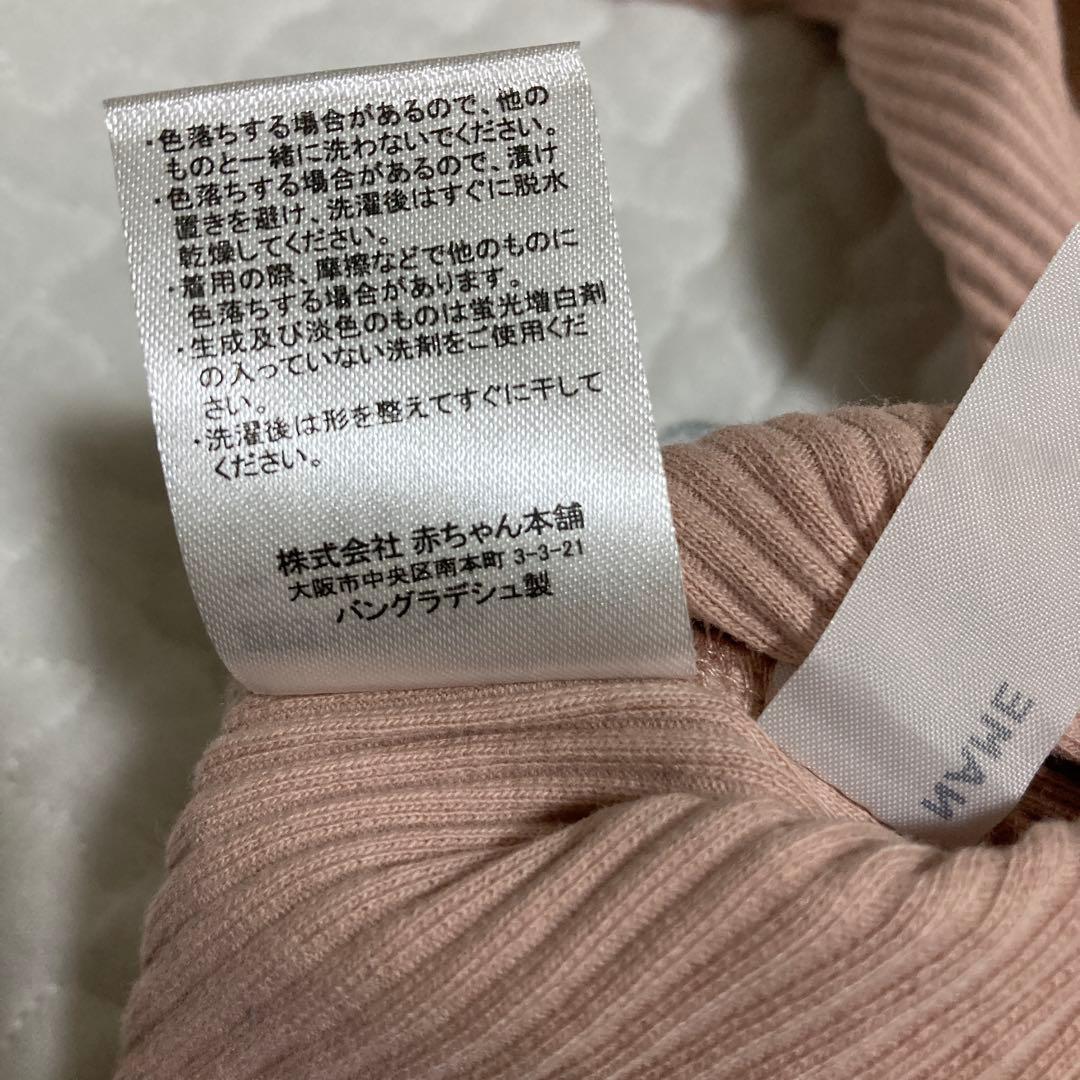 ・色落ちする場合があるので、他の
ものと一緒に洗わないでください。
・色落ちする場合があるので、漬け
置きを避け、洗濯後はすぐに脱水
乾燥してください。
・着用の際、摩擦などで他のものに
色落ちする場合があります。
・生成及び淡色のものは蛍光増白剤
の入っていない洗剤をご使用くだ
さい。
・洗濯後は形を整えてすぐに干して
ください。
株式会社 赤ちゃん本舗
大阪市中央区南本町 3-3-21
バングラデシュ製
NAME